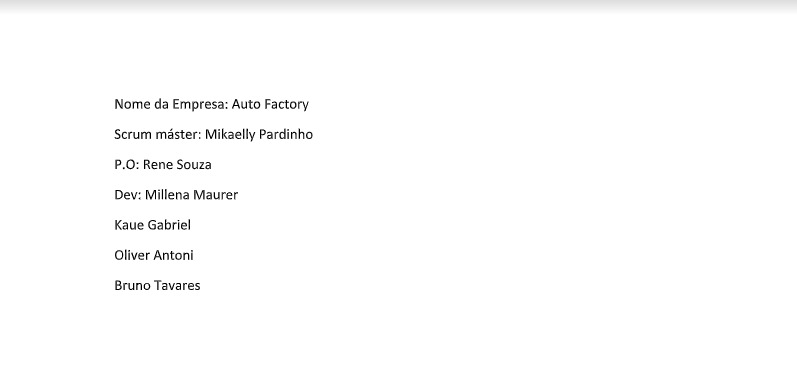 Nome da Empresa: Auto Factory
Scrum máster: Mikaelly Pardinho
P.O: Rene Souza
Dev: Millena Maurer
Kaue Gabriel
Oliver Antoni
Bruno Tavares